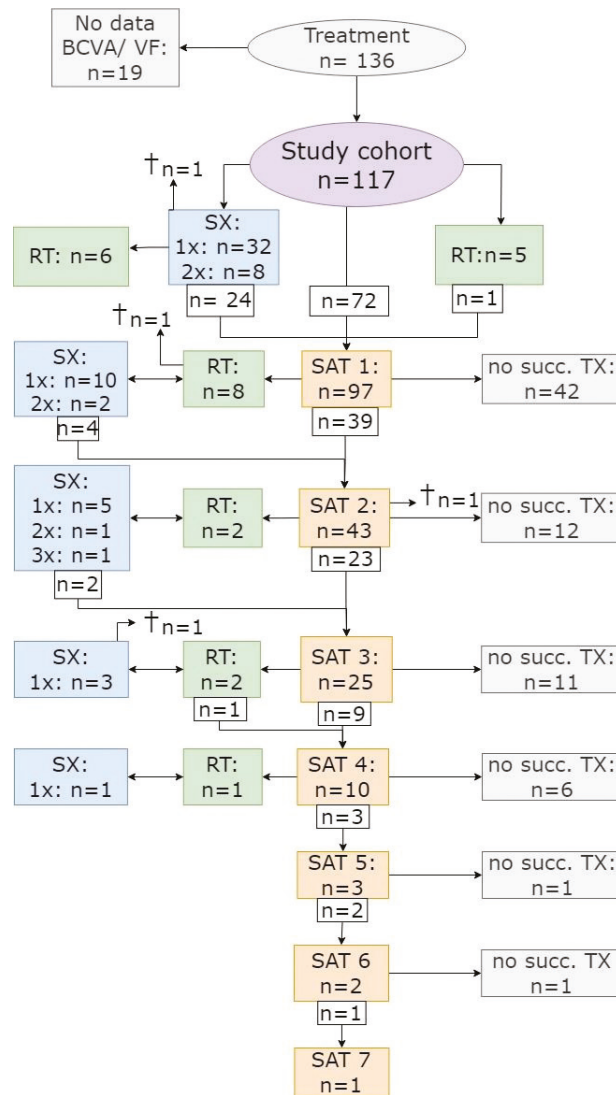 No data
BCVA/ VF:
n=19
Treatment
n= 136
Study cohort
n=117
†n=1
SX:
1x: n=32
2x: n=8
RT: n=6
RT:n=5
n= 24
n=72
n=1
†n=1
SX:
1x: n=10
2x: n=2
RT:
n=8
SAT 1:
n=97
no succ. TX:
n=42
n=4
n=39
SX:
1x: n=5
2x: n=1
3x: n=1
RT:
n=2
SAT 2:
n=43
†n=1
no succ. TX:
n=12
n=2
n=23
†n=1
SX:
1x: n=3
RT:
n=2
SAT 3:
n=25
no succ. TX:
n=11
n=1
n=9
SX:
1x: n=1
RT:
n=1
SAT 4:
n=10
no succ. TX:
n=6
n=3
SAT 5:
n=3
no succ. TX:
n=1
n=2
SAT 6
n=2
no succ. TX
n=1
n=1
SAT 7
n=1